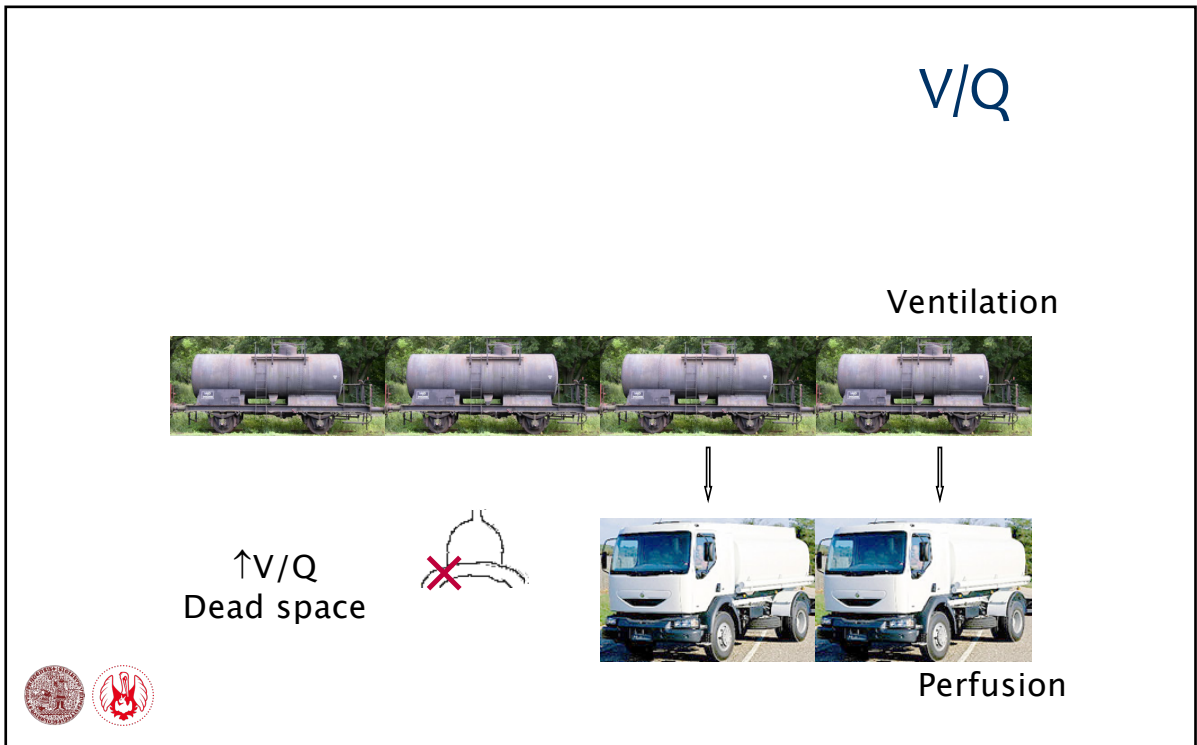 V/Q
Ventilation
↑V/Q
Dead space
Perfusion